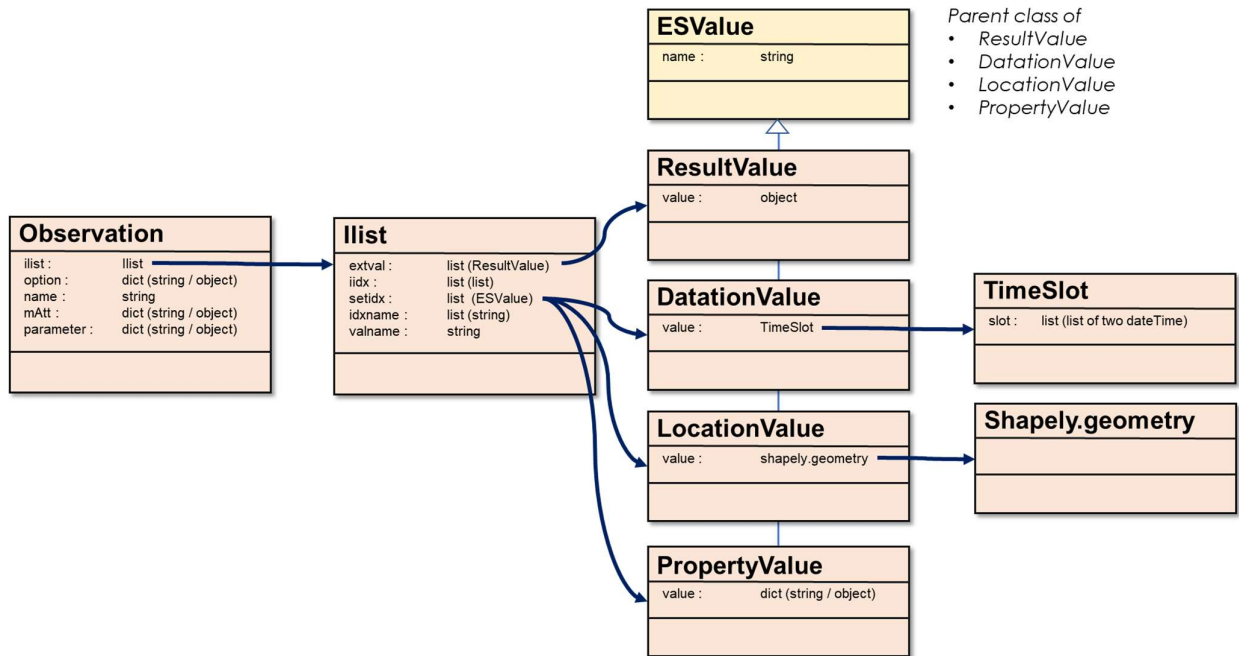 ESValue
name : string
Parent class of
• ResultValue
• DatationValue
• LocationValue
• PropertyValue
ResultValue
value : object
Observation
ilist : Ilist
option : dict (string / object)
name : string
mAtt : dict (string / object)
parameter : dict (string / object)
Ilist
extval : list (ResultValue)
iidx : list (list)
setidx : list (ESValue)
idxname : list (string)
valname : string
DatationValue
value : TimeSlot
TimeSlot
slot : list (list of two dateTime)
LocationValue
value : shapely.geometry
Shapely.geometry
PropertyValue
value : dict (string / object)